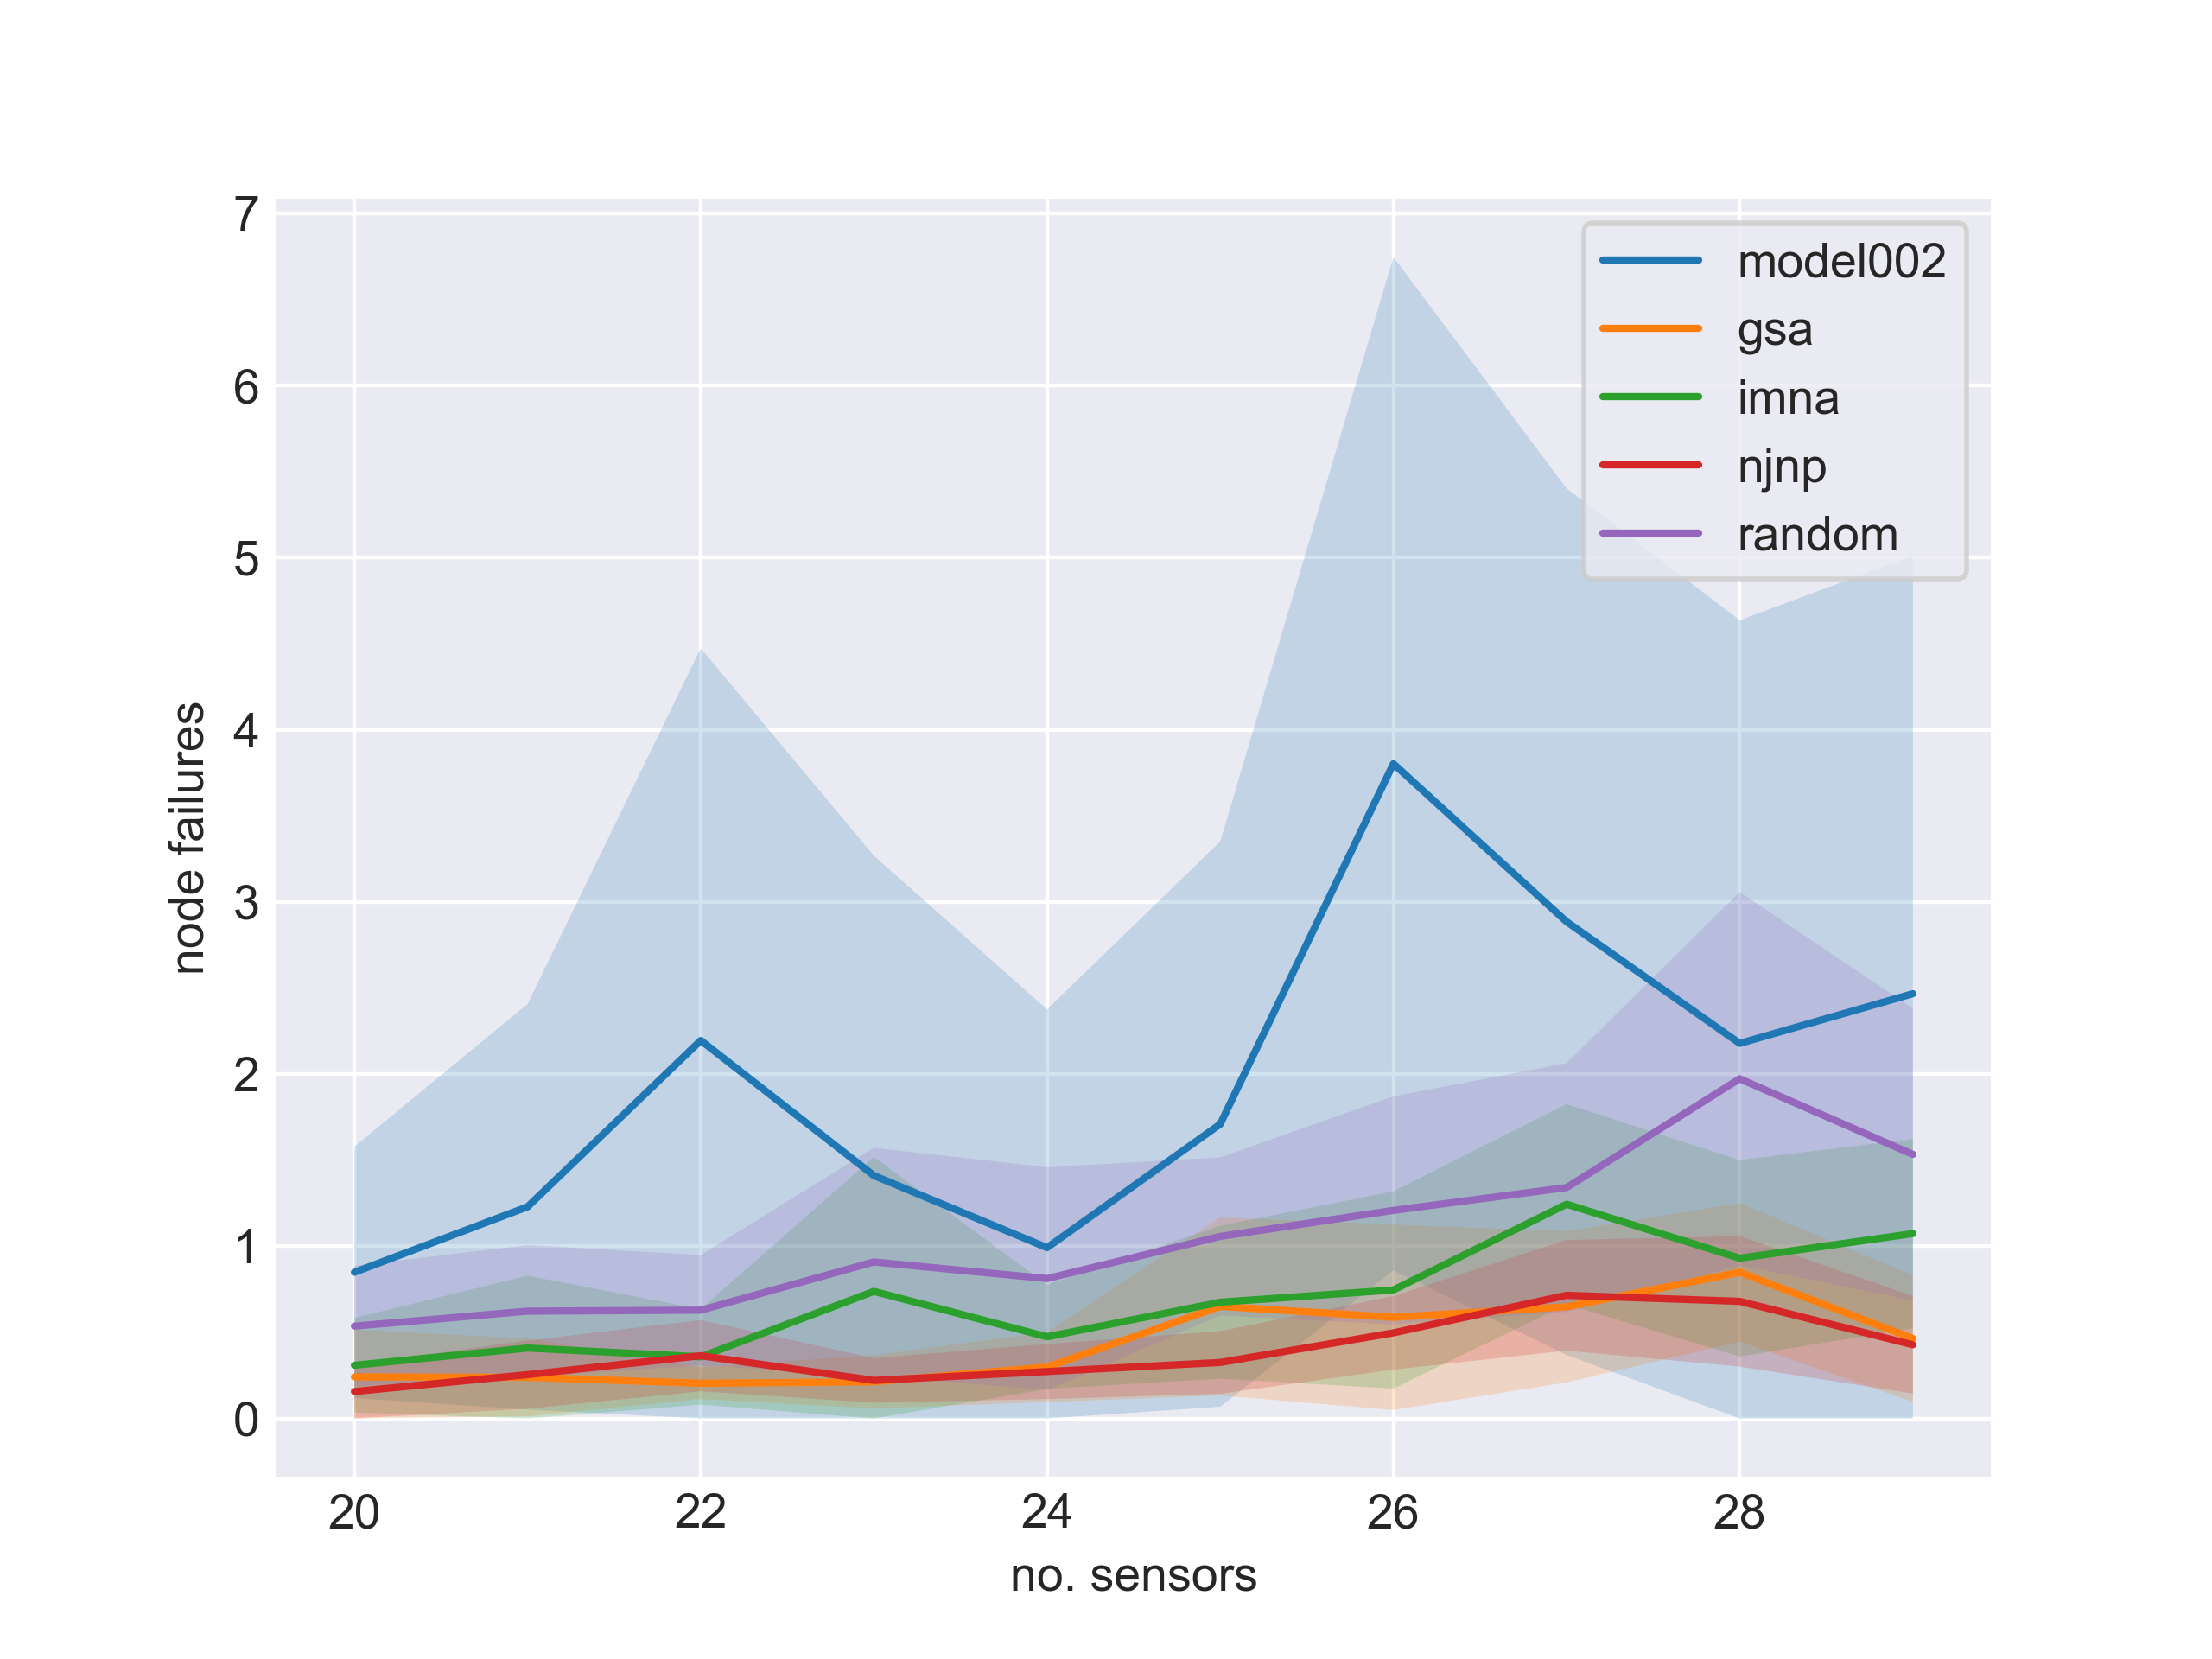 7
6
5
4
3
2
1
0
node failures
20 22 24 26 28
no. sensors
model002
gsa
imna
njnp
random